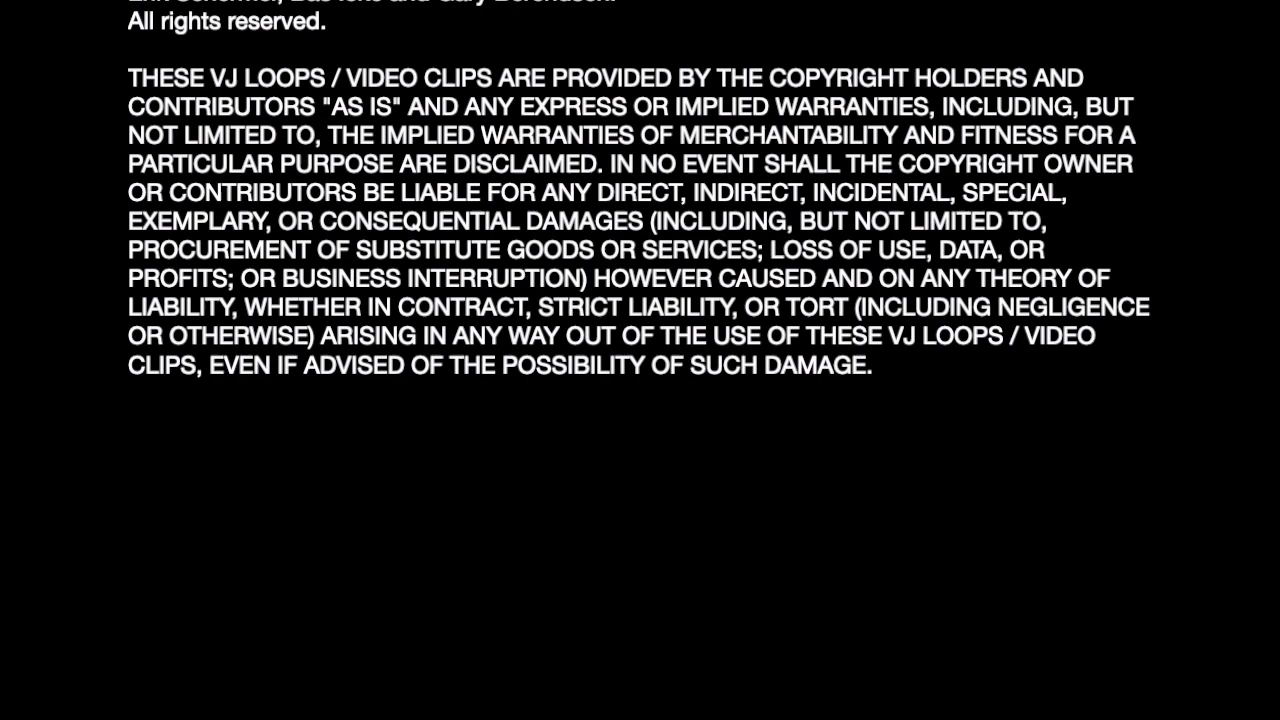 All rights reserved.
THESE VJ LOOPS / VIDEO CLIPS ARE PROVIDED BY THE COPYRIGHT HOLDERS AND
CONTRIBUTORS "AS IS" AND ANY EXPRESS OR IMPLIED WARRANTIES, INCLUDING, BUT
NOT LIMITED TO, THE IMPLIED WARRANTIES OF MERCHANTABILITY AND FITNESS FOR A
PARTICULAR PURPOSE ARE DISCLAIMED. IN NO EVENT SHALL THE COPYRIGHT OWNER
OR CONTRIBUTORS BE LIABLE FOR ANY DIRECT, INDIRECT, INCIDENTAL, SPECIAL,
EXEMPLARY, OR CONSEQUENTIAL DAMAGES (INCLUDING, BUT NOT LIMITED TO,
PROCUREMENT OF SUBSTITUTE GOODS OR SERVICES; LOSS OF USE, DATA, OR
PROFITS; OR BUSINESS INTERRUPTION) HOWEVER CAUSED AND ON ANY THEORY OF
LIABILITY, WHETHER IN CONTRACT, STRICT LIABILITY, OR TORT (INCLUDING NEGLIGENCE
OR OTHERWISE) ARISING IN ANY WAY OUT OF THE USE OF THESE VJ LOOPS / VIDEO
CLIPS, EVEN IF ADVISED OF THE POSSIBILITY OF SUCH DAMAGE.